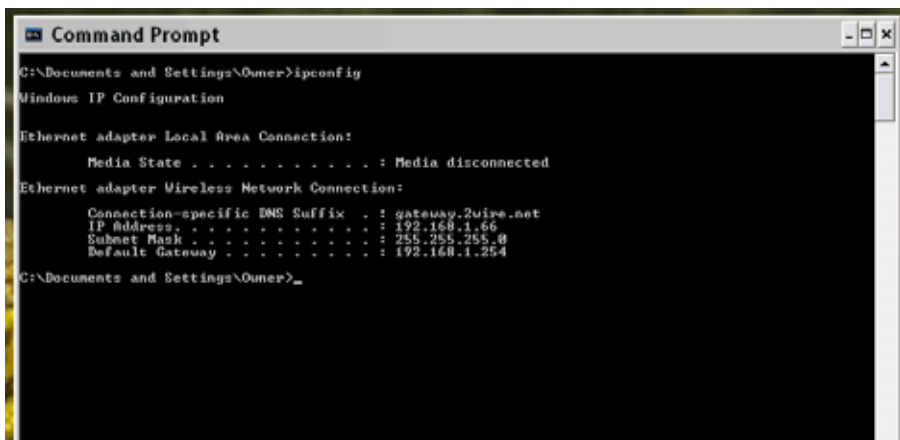 Command Prompt
C:\Documents and Settings\Owner>ipconfig
Windows IP Configuration
Ethernet adapter Local Area Connection:
Media State . . . . . . . . . . . : Media disconnected
Ethernet adapter Wireless Network Connection:
Connection-specific DNS Suffix  . : gateway.2wire.net
IP Address. . . . . . . . . . . . : 192.168.1.66
Subnet Mask . . . . . . . . . . . : 255.255.255.0
Default Gateway . . . . . . . . . : 192.168.1.254
C:\Documents and Settings\Owner>_